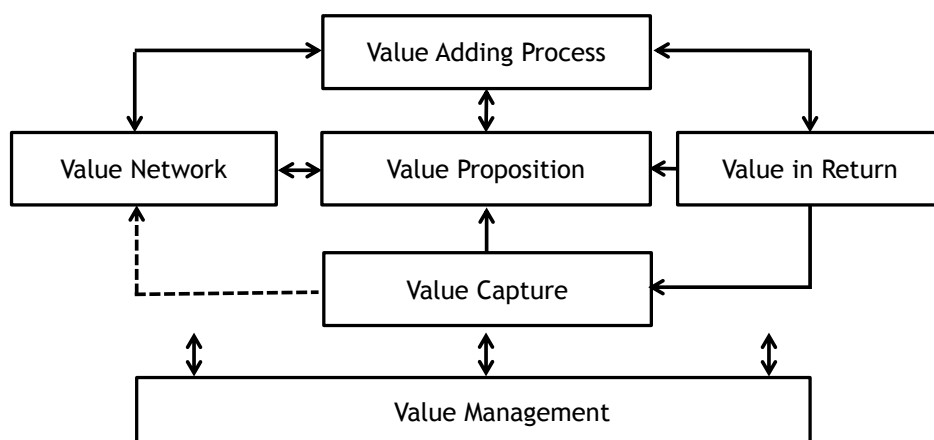 Value Adding Process
Value Network
Value Proposition
Value in Return
Value Capture
Value Management